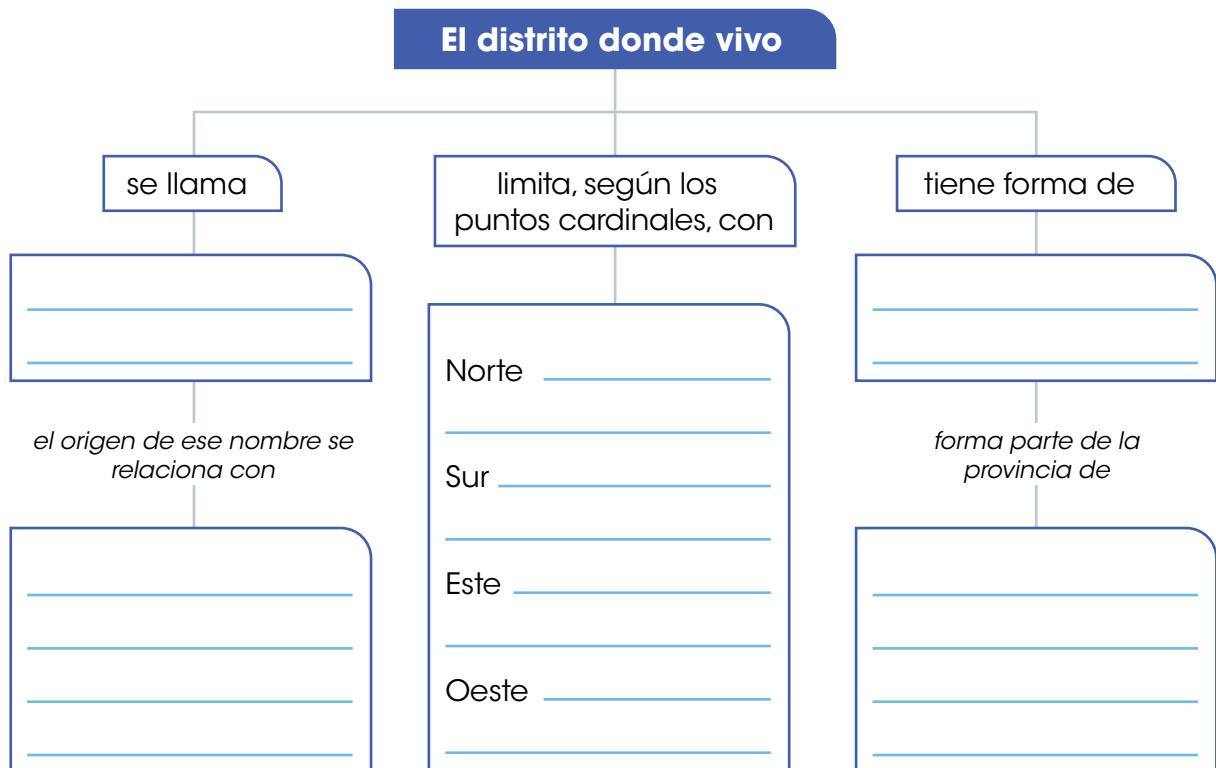 El distrito donde vivo
se llama
el origen de ese nombre se
relaciona con
limita, según los
puntos cardinales, con
Norte
Sur
Este
Oeste
tiene forma de
forma parte de la
provincia de